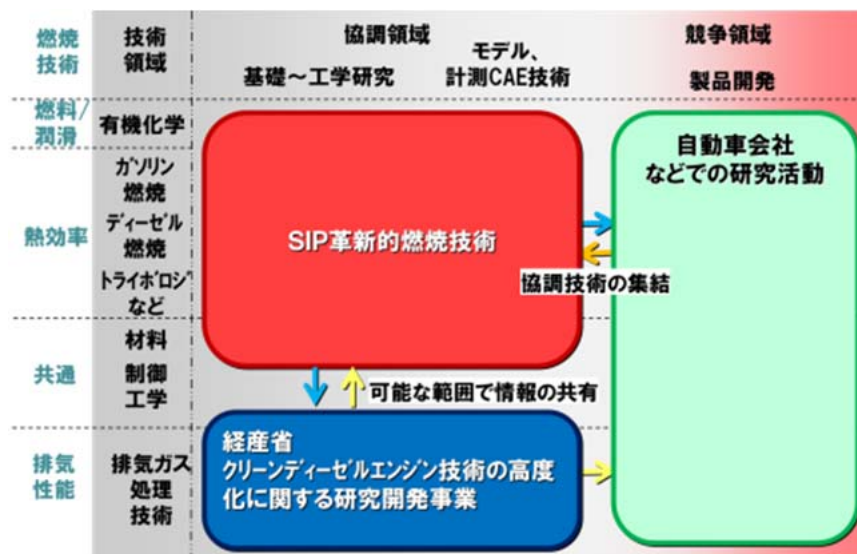 燃焼
技術
技術
領域
協調領域
基礎～工学研究
モデル、
計測CAE技術
競争領域
製品開発
燃料/
潤滑
有機化学
熱効率
ガソリン
燃焼
ディーゼル
燃焼
トライボロジ
など
共通
材料
制御
工学
排気
性能
排気ガス
処理
技術
SIP革新的燃焼技術
自動車会社
などでの研究活動
協調技術の集結
可能な範囲で情報の共有
経産省
クリーンディーゼルエンジン技術の高度
化に関する研究開発事業